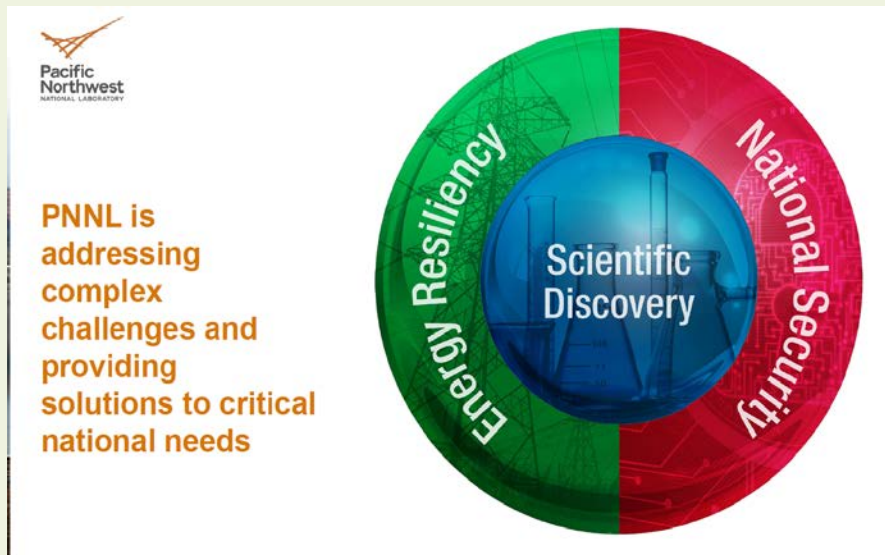 Pacific
Northwest
NATIONAL LABORATORY
PNNL is
addressing
complex
challenges and
providing
solutions to critical
national needs
Energy Resiliency
Scientific
Discovery
National Security